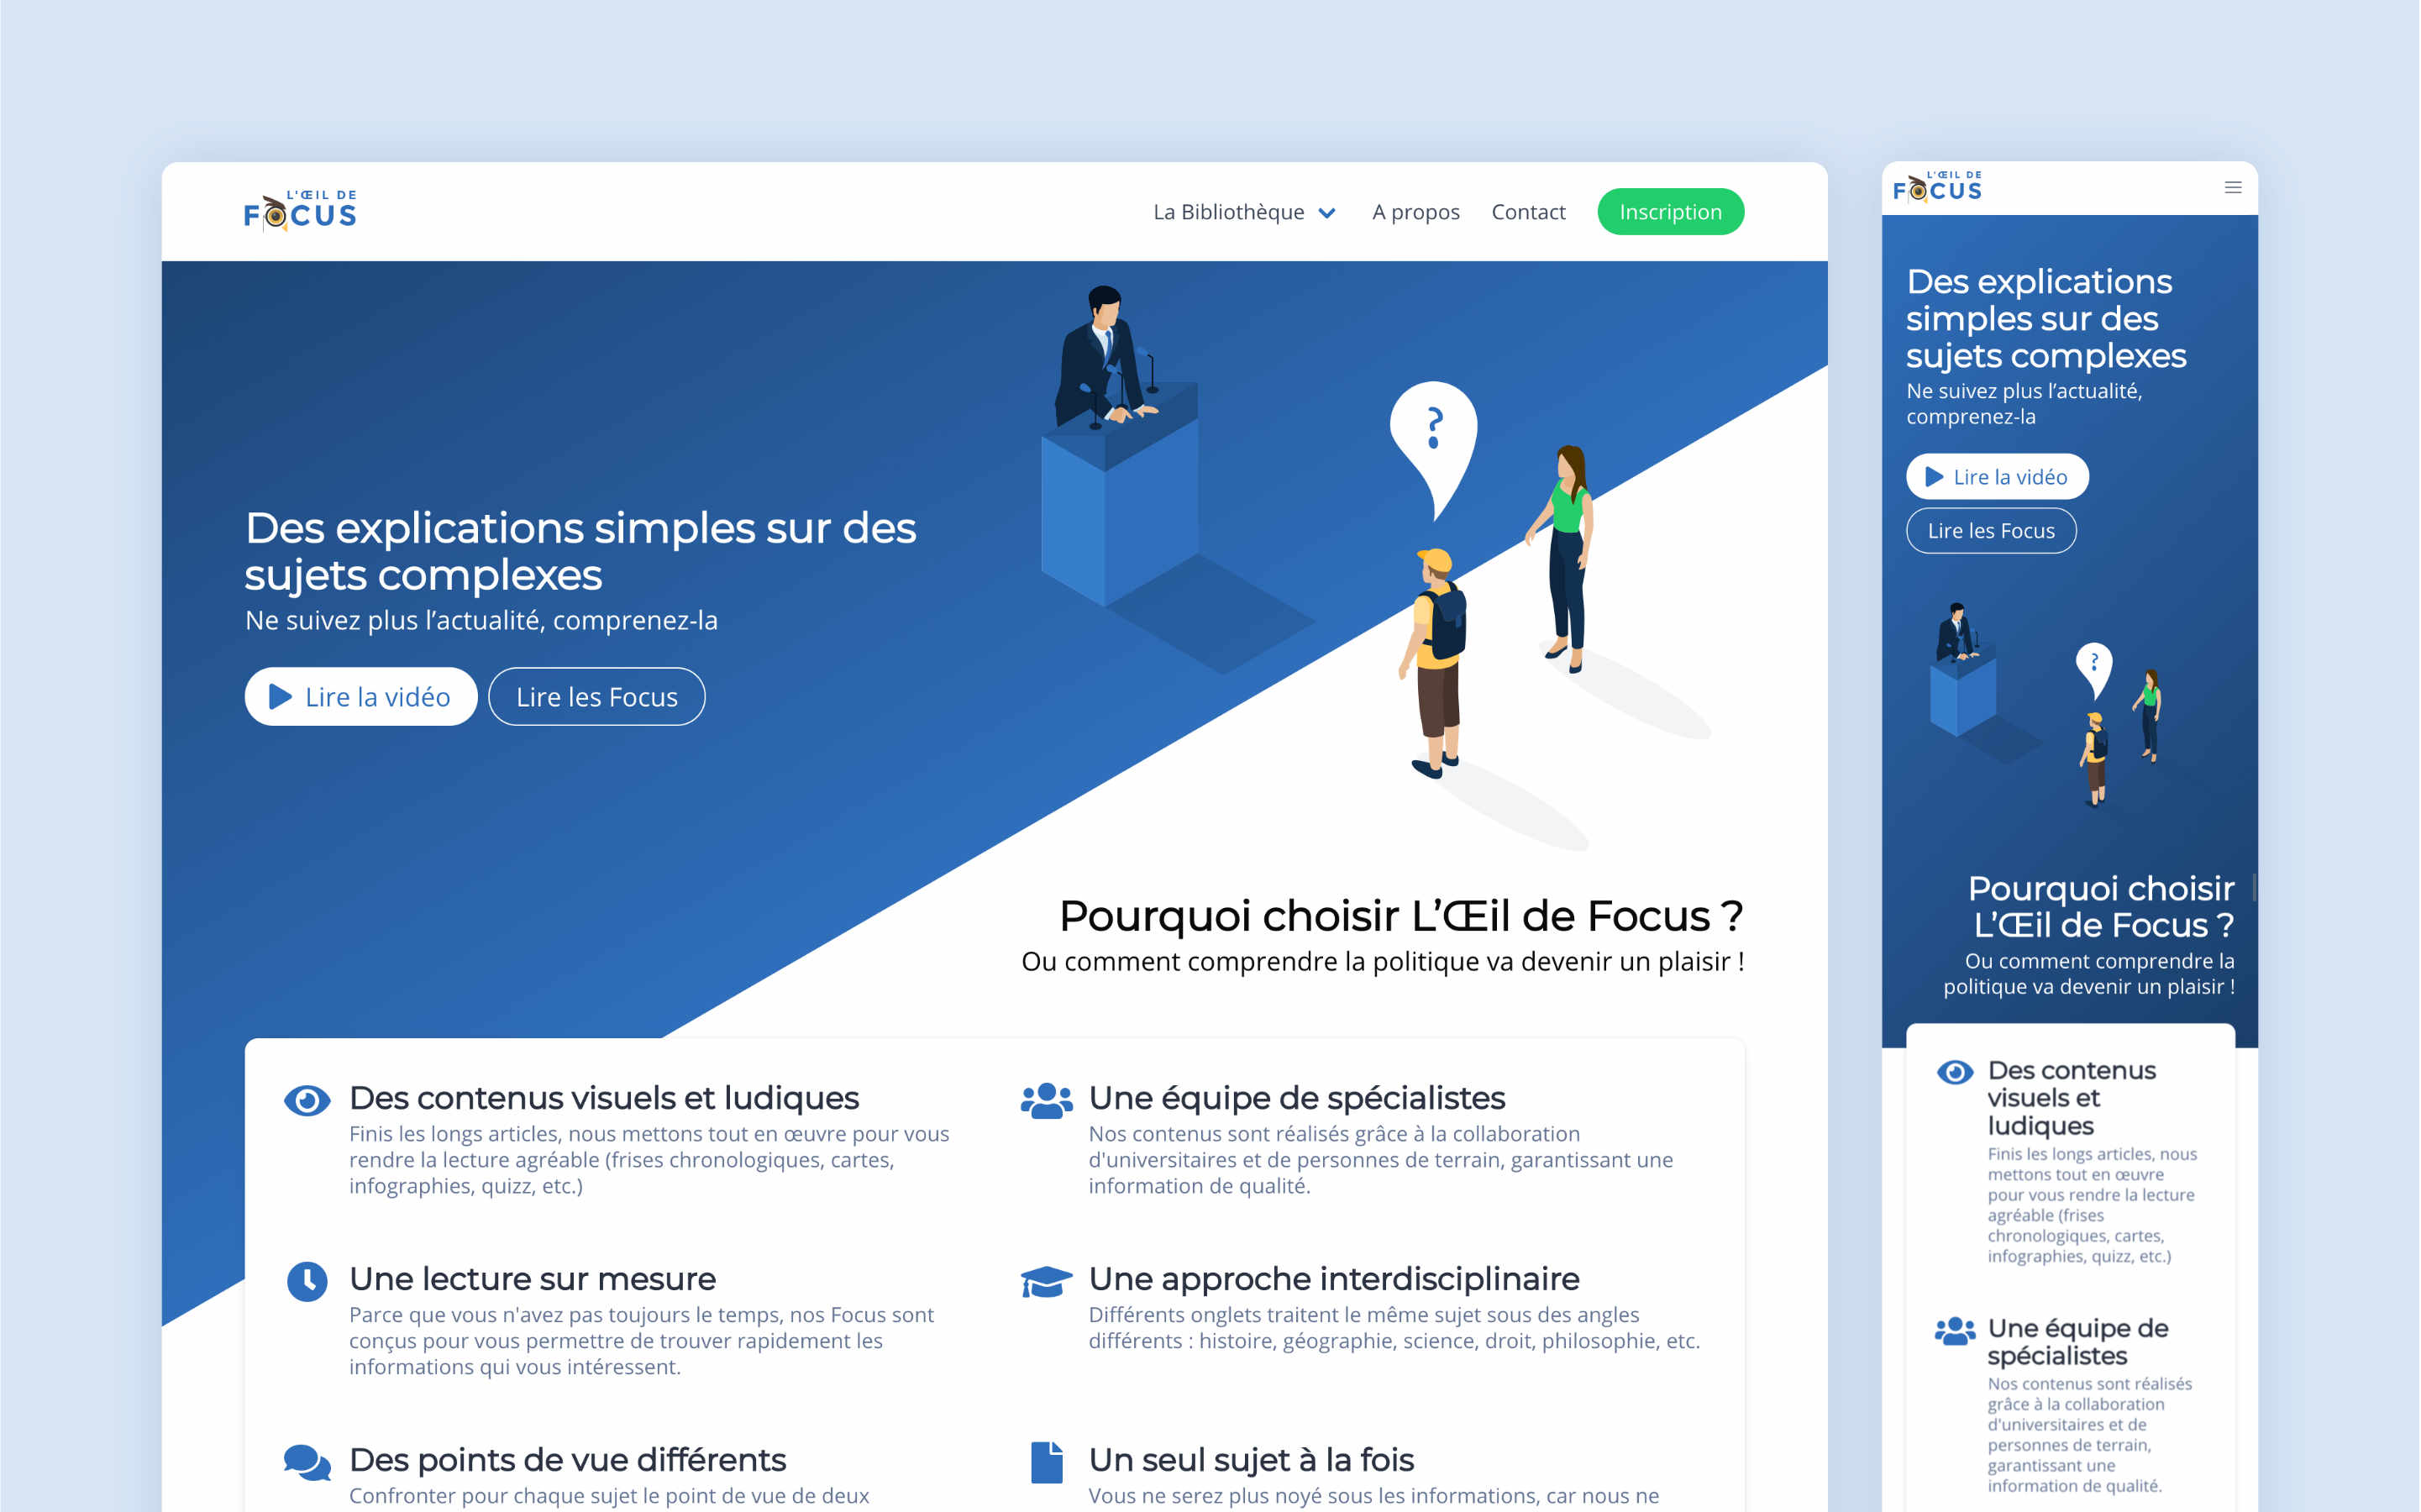 L'ŒIL DE
FOCUS
La Bibliothèque
A propos
Contact
Inscription
Des explications simples sur des
sujets complexes
Ne suivez plus l’actualité, comprenez-la
Lire la vidéo
Lire les Focus
?
Pourquoi choisir L’Œil de Focus ?
Ou comment comprendre la politique va devenir un plaisir !
Des contenus visuels et ludiques
Finis les longs articles, nous mettons tout en œuvre pour vous
rendre la lecture agréable (frises chronologiques, cartes,
infographies, quizz, etc.)
Une équipe de spécialistes
Nos contenus sont réalisés grâce à la collaboration
d'universitaires et de personnes de terrain, garantissant une
information de qualité.
Une lecture sur mesure
Parce que vous n'avez pas toujours le temps, nos Focus sont
conçus pour vous permettre de trouver rapidement les
informations qui vous intéressent.
Une approche interdisciplinaire
Différents onglets traitent le même sujet sous des angles
différents : histoire, géographie, science, droit, philosophie, etc.
Des points de vue différents
Confronter pour chaque sujet le point de vue de deux
Un seul sujet à la fois
Vous ne serez plus noyé sous les informations, car nous ne
L'ŒIL DE
FOCUS
Des explications
simples sur des
sujets complexes
Ne suivez plus l’actualité,
comprenez-la
Lire la vidéo
Lire les Focus
?
Pourquoi choisir
L’Œil de Focus ?
Ou comment comprendre la
politique va devenir un plaisir !
Des contenus
visuels et
ludiques
Finis les longs articles, nous
mettons tout en œuvre
pour vous rendre la lecture
agréable (frises
chronologiques, cartes,
infographies, quizz, etc.)
Une équipe de
spécialistes
Nos contenus sont réalisés
grâce à la collaboration
d'universitaires et de
personnes de terrain,
garantissant une
information de qualité.